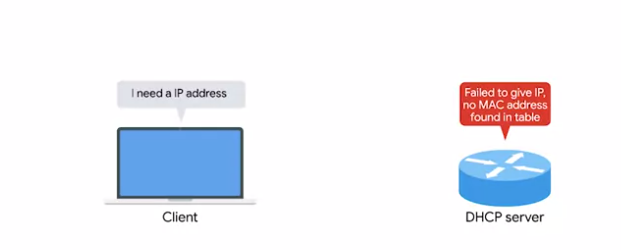 I need a IP address
Failed to give IP,
no MAC address
found in table
Client
DHCP server